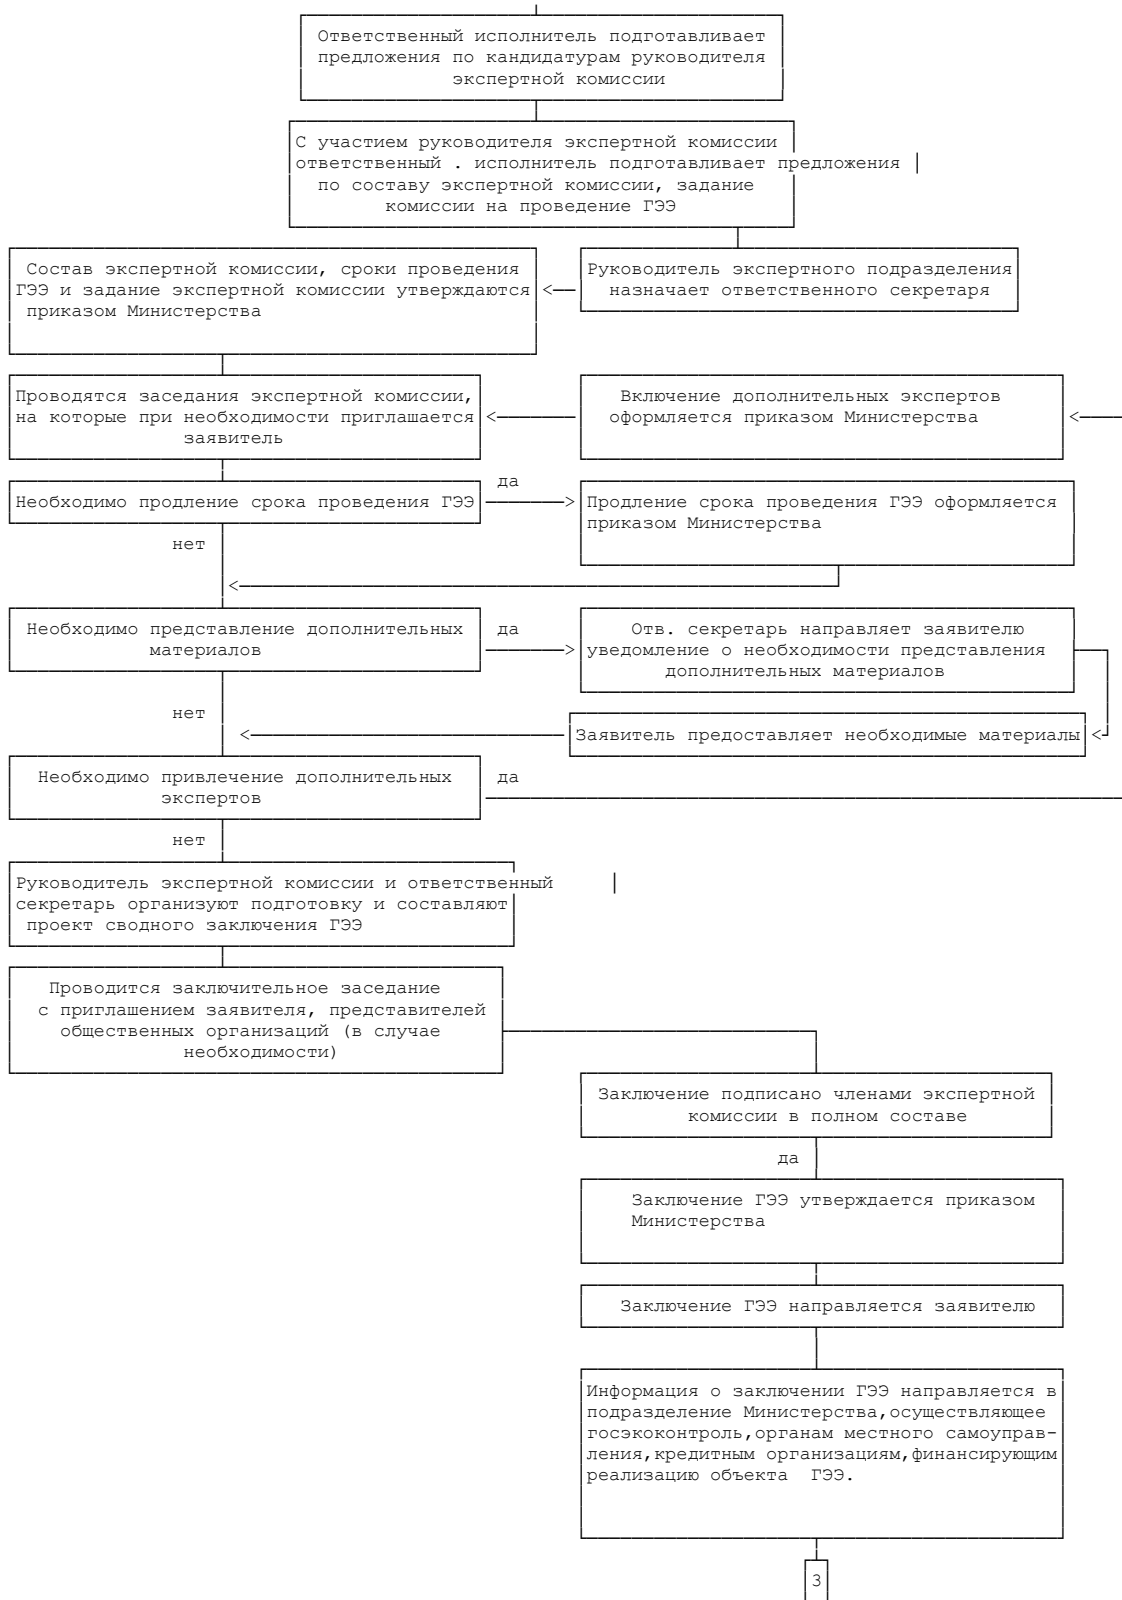 Ответственный исполнитель подготавливает
предложения по кандидатурам руководителя
экспертной комиссии
С участием руководителя экспертной комиссии
ответственный . исполнитель подготавливает предложения
по составу экспертной комиссии, задание
комиссии на проведение ГЭЭ
Руководитель экспертного подразделения
назначает ответственного секретаря
Состав экспертной комиссии, сроки проведения
ГЭЭ и задание экспертной комиссии утверждаются
приказом Министерства
Проводятся заседания экспертной комиссии,
на которые при необходимости приглашается
заявитель
Включение дополнительных экспертов
оформляется приказом Министерства
Необходимо продление срока проведения ГЭЭ
да
Продление срока проведения ГЭЭ оформляется
приказом Министерства
нет
Необходимо представление дополнительных
материалов
да
Отв. секретарь направляет заявителю
уведомление о необходимости представления
дополнительных материалов
нет
Заявитель предоставляет необходимые материалы
Необходимо привлечение дополнительных
экспертов
да
нет
Руководитель экспертной комиссии и ответственный
секретарь организуют подготовку и составляют
проект сводного заключения ГЭЭ
Проводится заключительное заседание
с приглашением заявителя, представителей
общественных организаций (в случае
необходимости)
Заключение подписано членами экспертной
комиссии в полном составе
да
Заключение ГЭЭ утверждается приказом
Министерства
Заключение ГЭЭ направляется заявителю
Информация о заключении ГЭЭ направляется в
подразделение Министерства,осуществляющее
госэкоконтроль,органам местного самоуправ-
ления,кредитным организациям,финансирующим
реализацию объекта ГЭЭ.
3